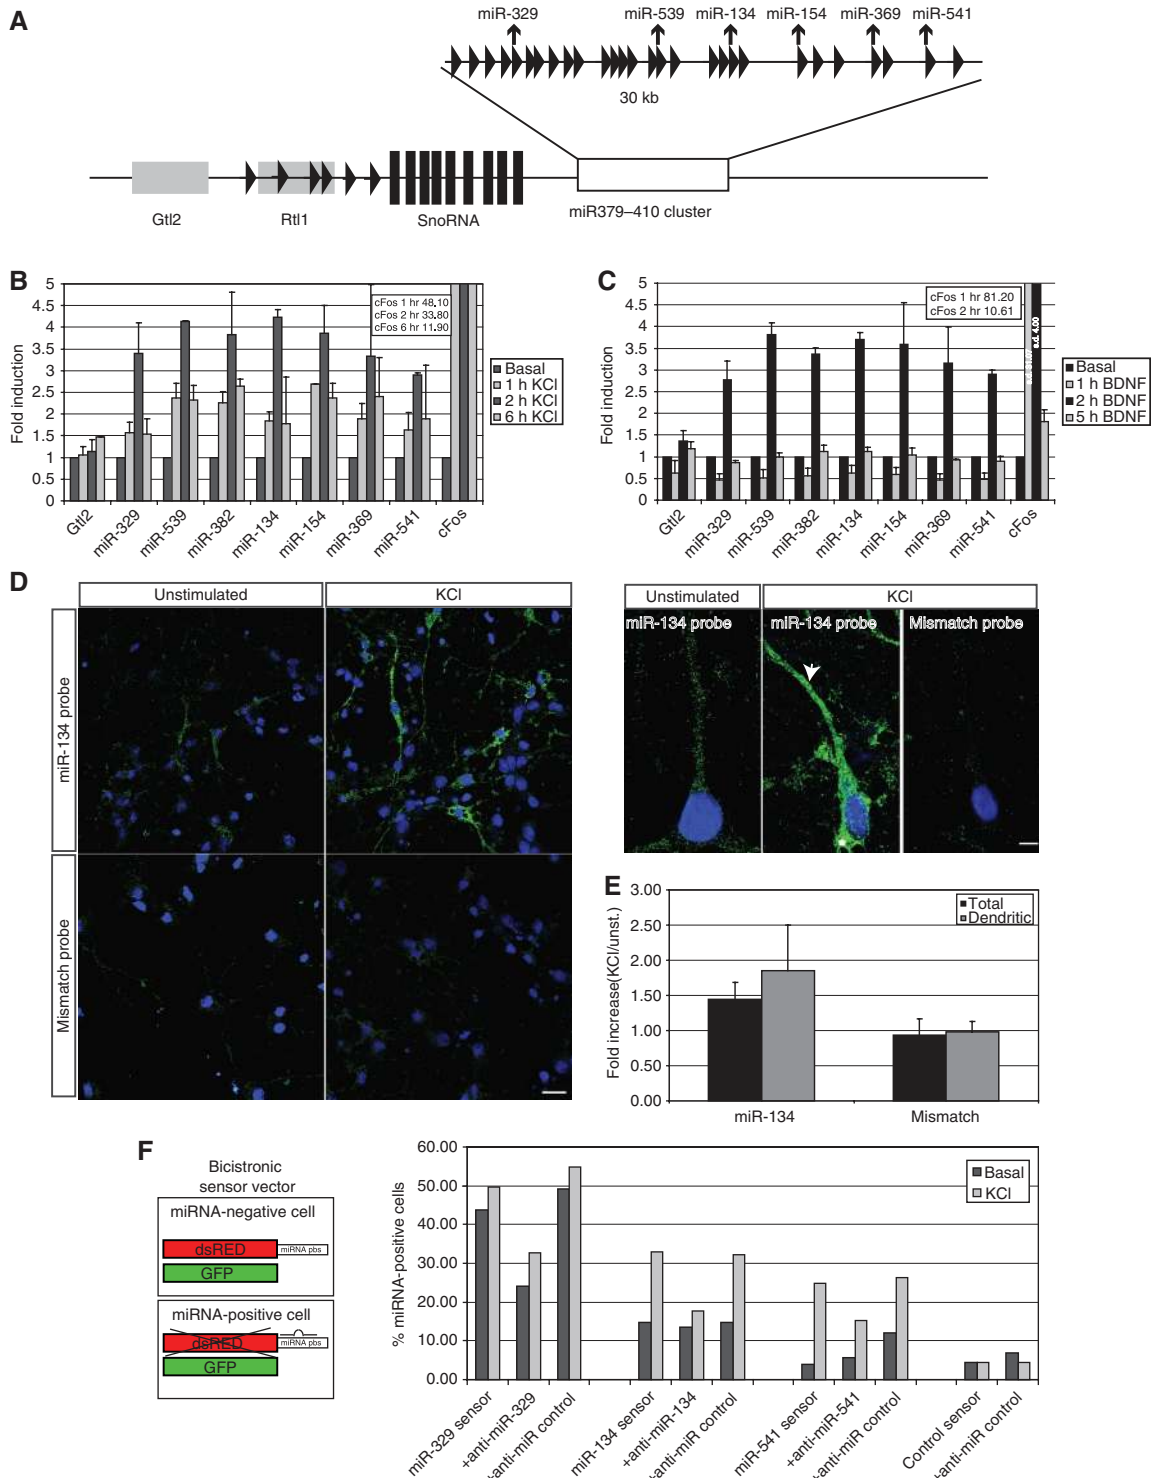 A
miR-329 miR-539 miR-134 miR-154 miR-369 miR-541
30 kb
Gtl2 Rtl1 SnoRNA miR379–410 cluster
B
Fold induction
5
4.5
4
3.5
3
2.5
2
1.5
1
0.5
0
cFos 1 hr 48.10
cFos 2 hr 33.80
cFos 6 hr 11.90
Basal
1 h KCl
2 h KCl
6 h KCl
Gtl2 miR-329 miR-539 miR-382 miR-134 miR-154 miR-369 miR-541 cFos
C
Fold induction
5
4.5
4
3.5
3
2.5
2
1.5
1
0.5
0
cFos 1 hr 81.20
cFos 2 hr 10.61
Basal
1 h BDNF
2 h BDNF
5 h BDNF
Gtl2 miR-329 miR-539 miR-382 miR-134 miR-154 miR-369 miR-541 cFos
D
Unstimulated KCl
miR-134 probe
Mismatch probe
Unstimulated KCl
miR-134 probe miR-134 probe Mismatch probe
E
Fold increase(KCl/unst.)
3.00
2.50
2.00
1.50
1.00
0.50
0.00
Total
Dendritic
miR-134 Mismatch
F
Bicistronic
sensor vector
miRNA-negative cell
dsRED miRNA pbs
GFP
miRNA-positive cell
dsRED miRNA pbs
GFP
% miRNA-positive cells
60.00
50.00
40.00
30.00
20.00
10.00
0.00
Basal
KCl
miR-329 sensor +anti-miR-329 +anti-miR control miR-134 sensor +anti-miR-134 +anti-miR control miR-541 sensor +anti-miR-541 +anti-miR control Control sensor +anti-miR control